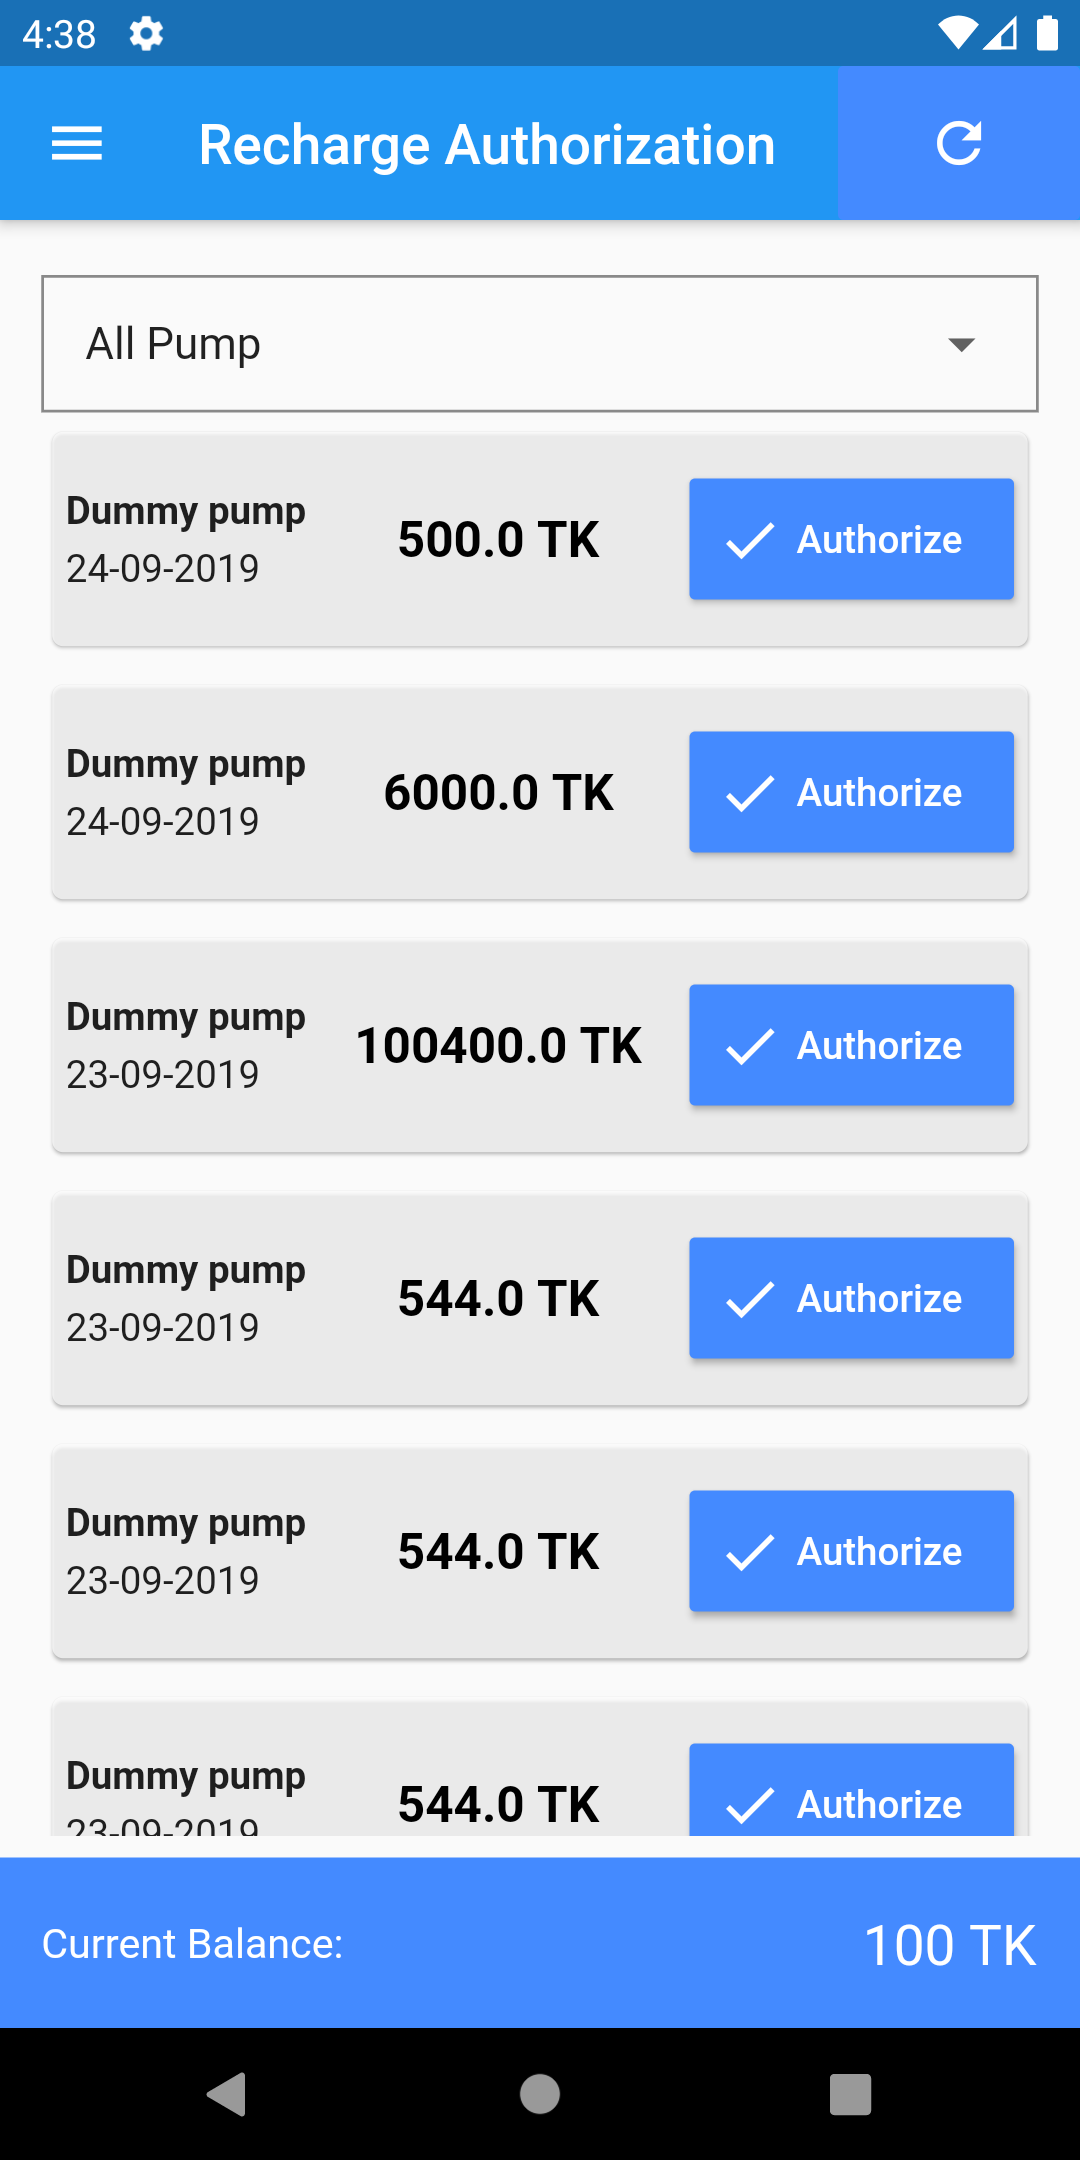 4:38
Recharge Authorization
All Pump
Dummy pump
24-09-2019
500.0 TK
Authorize
Dummy pump
24-09-2019
6000.0 TK
Authorize
Dummy pump
23-09-2019
100400.0 TK
Authorize
Dummy pump
23-09-2019
544.0 TK
Authorize
Dummy pump
23-09-2019
544.0 TK
Authorize
Dummy pump
23-09-2019
544.0 TK
Authorize
Current Balance:
100 TK